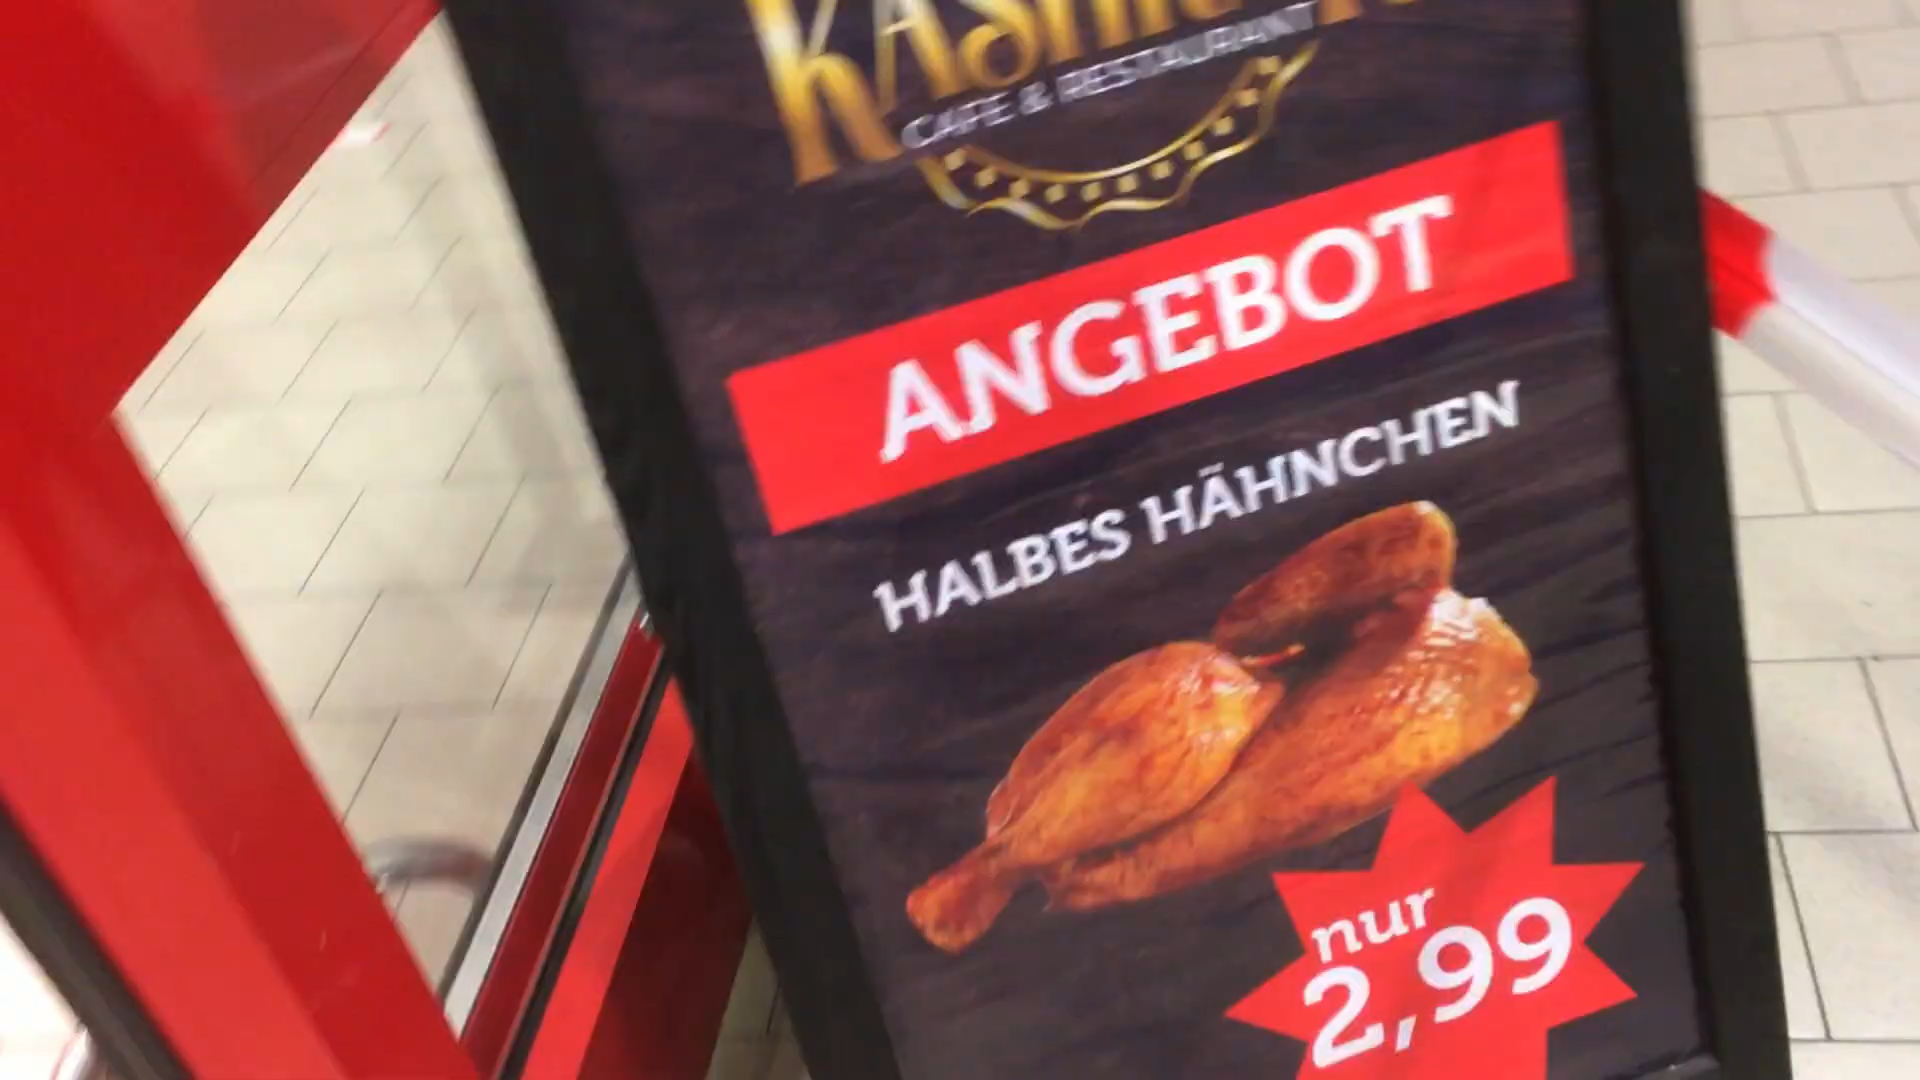 CAFE & RESTAURANT
ANGEBOT
HALBES HÄHNCHEN
nur
2,99